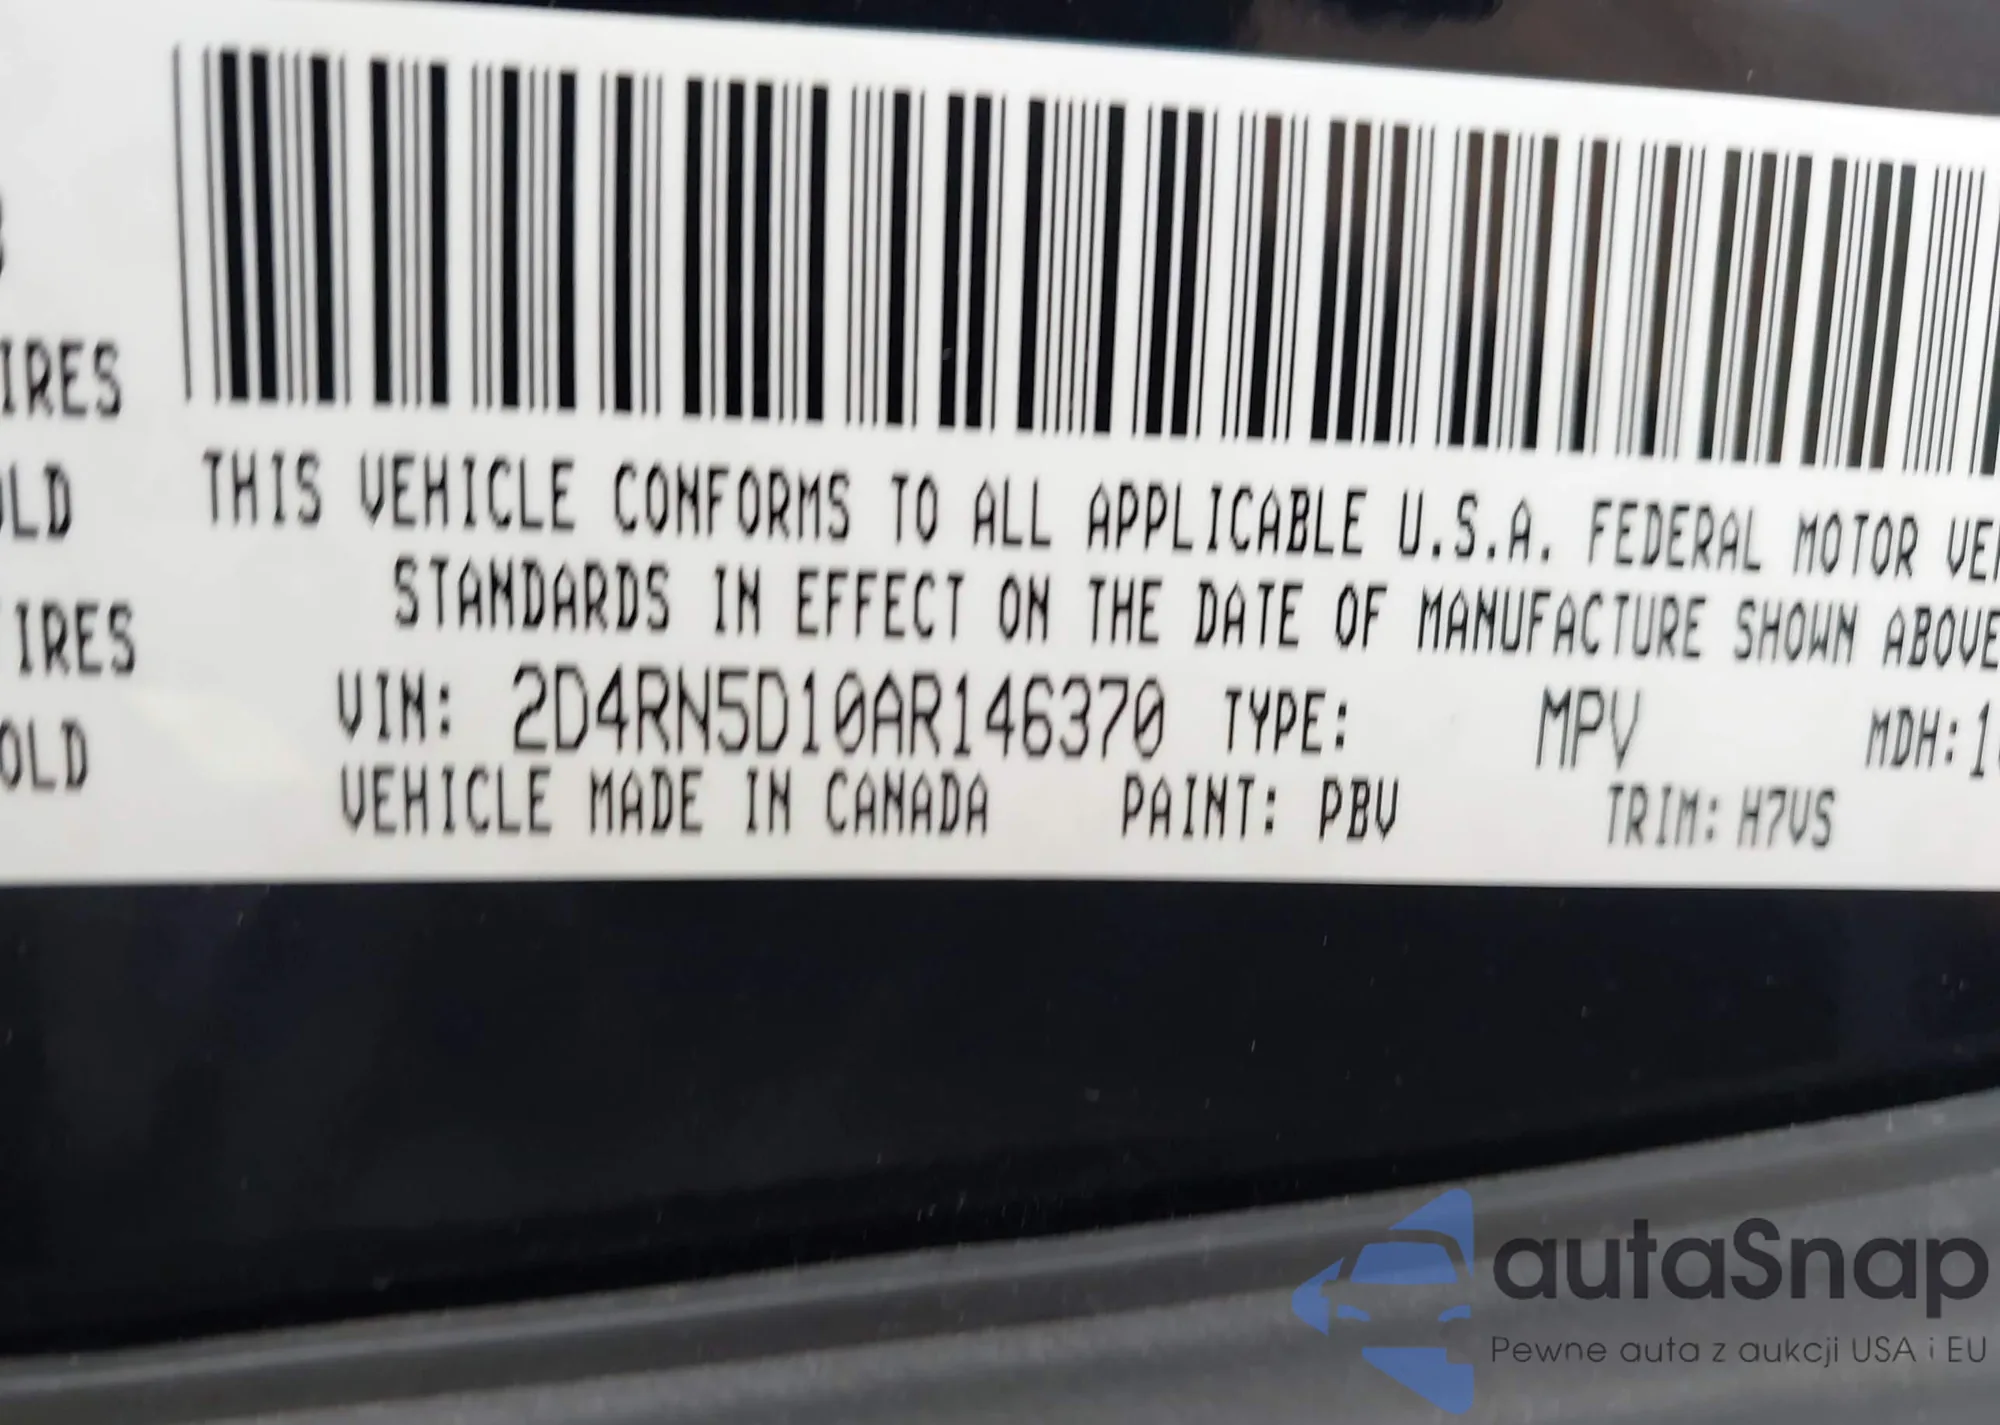 IRES
OLD
IRES
OLD
THIS VEHICLE CONFORMS TO ALL APPLICABLE U.S.A. FEDERAL MOTOR VE
STANDARDS IN EFFECT ON THE DATE OF MANUFACTURE SHOWN ABOVE
VIN: 2D4RN5D10AR146370 TYPE: MPV MDH:1
VEHICLE MADE IN CANADA PAINT: PBV TRIM: H7VS
autaSnap
Pewne auta z aukcji USA i EU